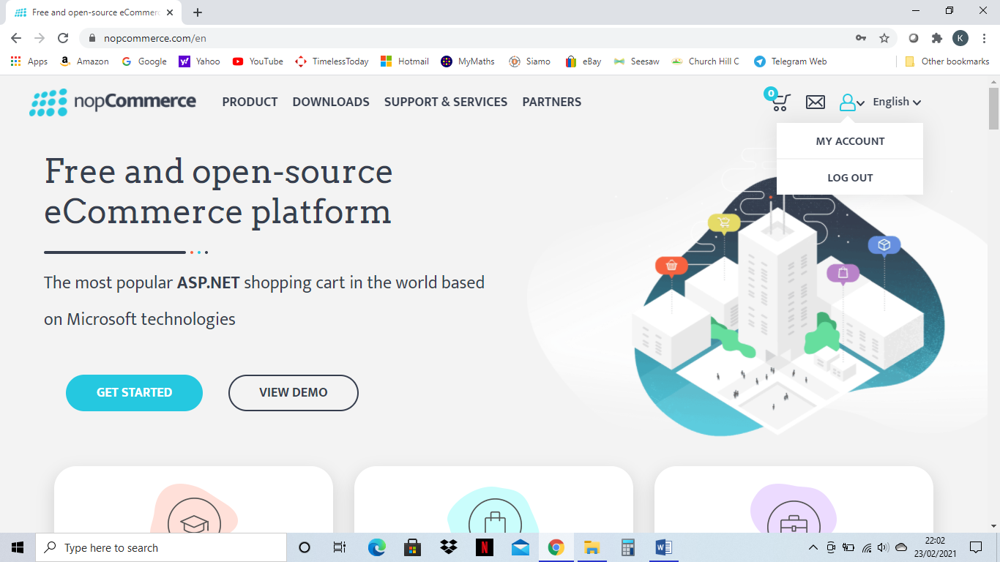 Free and open-source eCommerc
nopcommerce.com/en
K
Apps
Amazon
Google
Yahoo
YouTube
TimelessToday
Hotmail
MyMaths
Siamo
eBay
Seesaw
Church Hill C
Telegram Web
Other bookmarks
nopCommerce
PRODUCT
DOWNLOADS
SUPPORT & SERVICES
PARTNERS
0
English
MY ACCOUNT
LOG OUT
Free and open-source
eCommerce platform
The most popular ASP.NET shopping cart in the world based
on Microsoft technologies
GET STARTED
VIEW DEMO
Type here to search
22:02
23/02/2021